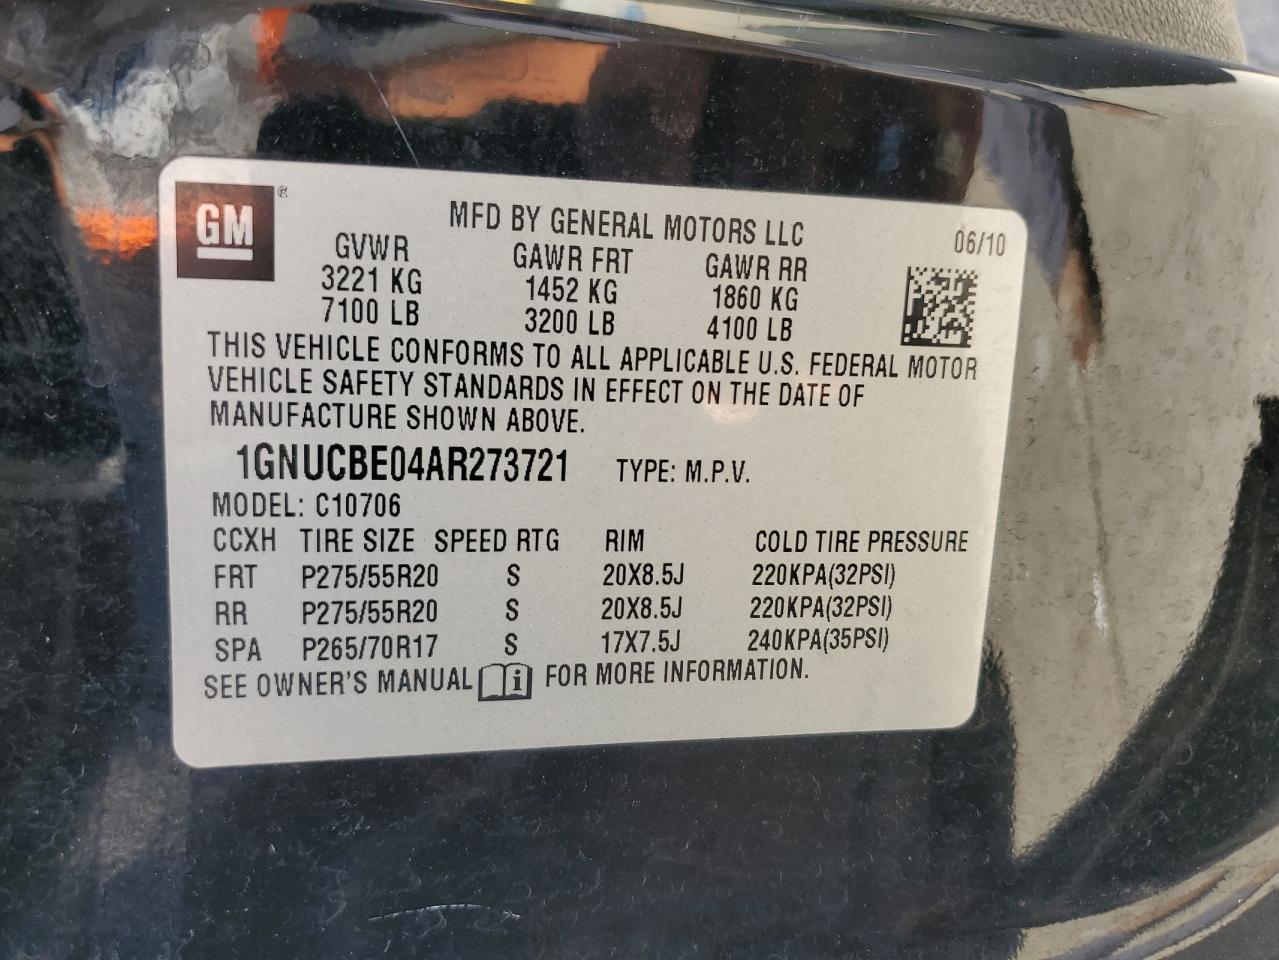 GM®
MFD BY GENERAL MOTORS LLC 06/10
GVWR GAWR FRT GAWR RR
3221 KG 1452 KG 1860 KG
7100 LB 3200 LB 4100 LB
THIS VEHICLE CONFORMS TO ALL APPLICABLE U.S. FEDERAL MOTOR
VEHICLE SAFETY STANDARDS IN EFFECT ON THE DATE OF
MANUFACTURE SHOWN ABOVE.
1GNUCBE04AR273721 TYPE: M.P.V.
MODEL: C10706
CCXH TIRE SIZE SPEED RTG RIM COLD TIRE PRESSURE
FRT P275/55R20 S 20X8.5J 220KPA(32PSI)
RR P275/55R20 S 20X8.5J 220KPA(32PSI)
SPA P265/70R17 S 17X7.5J 240KPA(35PSI)
SEE OWNER'S MANUAL i FOR MORE INFORMATION.